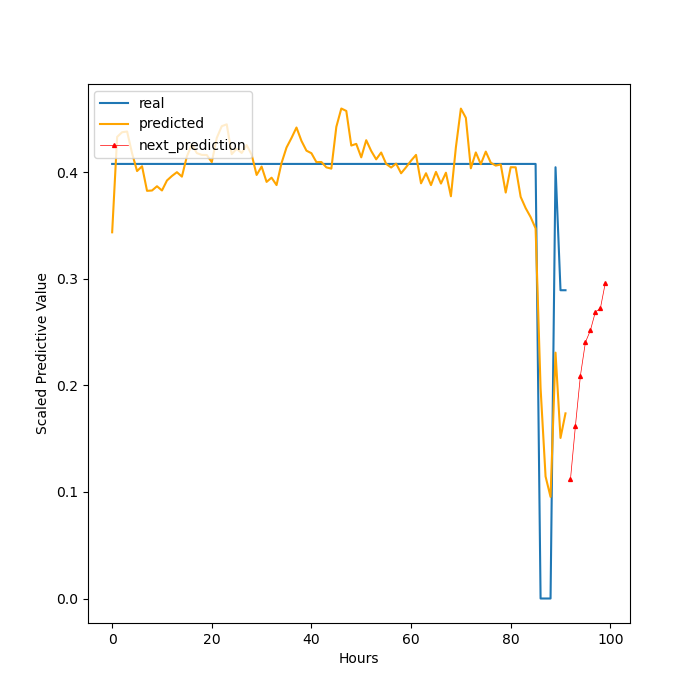 real
predicted
next_prediction
0.4
0.3
0.2
0.1
0.0
Scaled Predictive Value
0 20 40 60 80 100
Hours